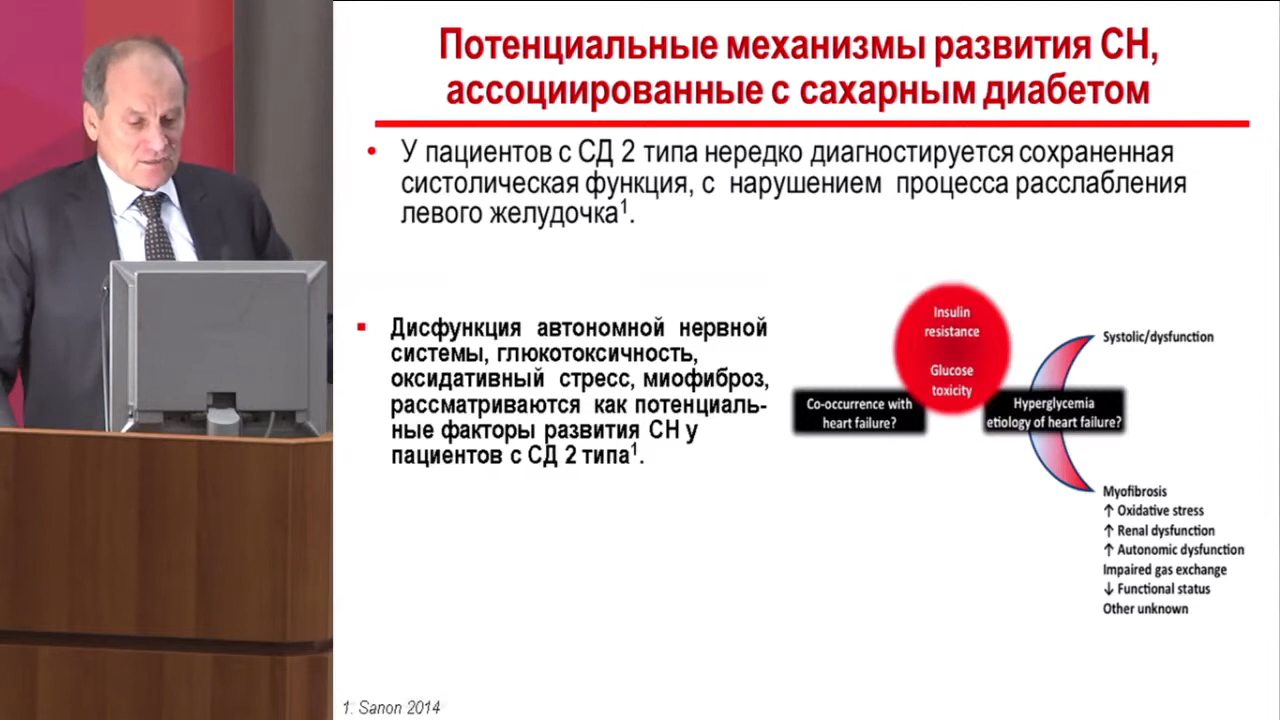 Потенциальные механизмы развития СН,
ассоциированные с сахарным диабетом
• У пациентов с СД 2 типа нередко диагностируется сохраненная
систолическая функция, с нарушением процесса расслабления
левого желудочка1.
▪ Дисфункция автономной нервной
системы, глюкотоксичность,
оксидативный стресс, миофиброз,
рассматриваются как потенциаль-
ные факторы развития СН у
пациентов с СД 2 типа1.
Insulin
resistance
Glucose
toxicity
Co-occurrence with
heart failure?
Hyperglycemia
etiology of heart failure?
Systolic/dysfunction
Myofibrosis
↑ Oxidative stress
↑ Renal dysfunction
↑ Autonomic dysfunction
Impaired gas exchange
↓ Functional status
Other unknown
1. Sanon 2014